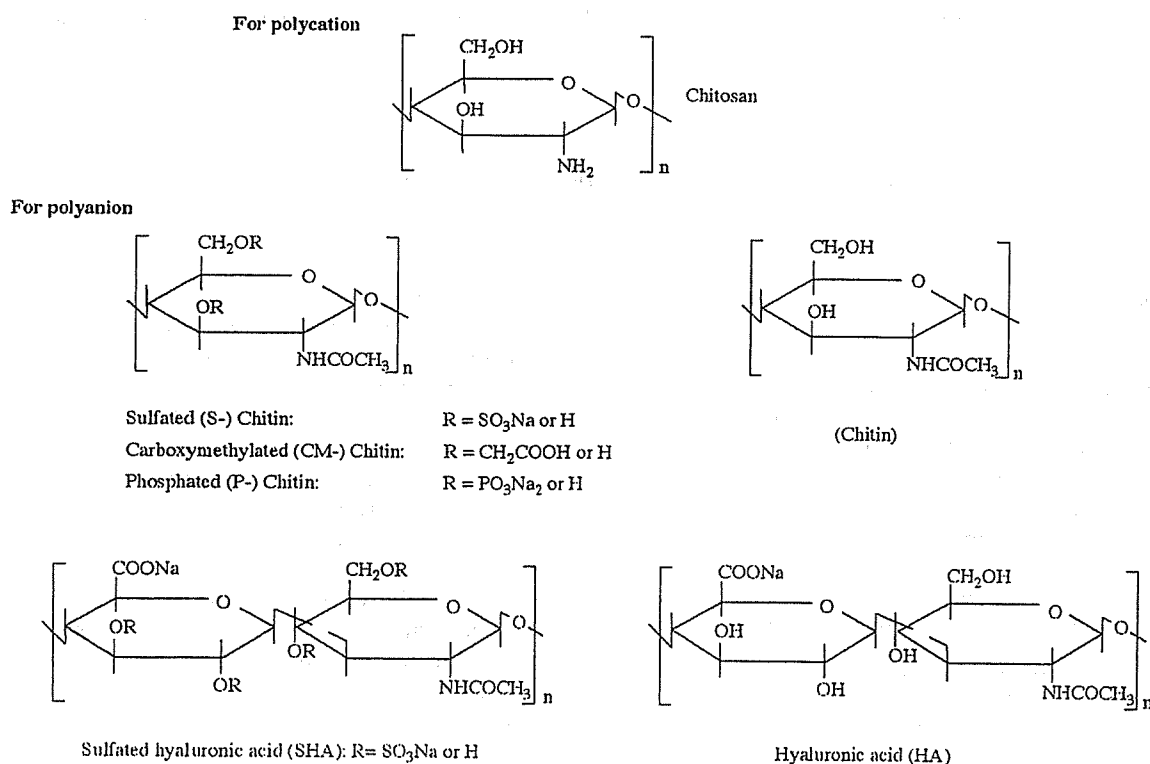 For polycation
CH₂OH
O
OH
O
NH₂
n
Chitosan
For polyanion
CH₂OR
O
OR
O
NHCOCH₃
n
CH₂OH
O
OH
O
NHCOCH₃
n
Sulfated (S-) Chitin: R = SO₃Na or H
Carboxymethylated (CM-) Chitin: R = CH₂COOH or H
Phosphated (P-) Chitin: R = PO₃Na₂ or H
(Chitin)
COONa
CH₂OR
O
O
O
OR
OR
OR
NHCOCH₃
n
COONa
CH₂OH
O
O
O
OH
OH
OH
NHCOCH₃
n
Sulfated hyaluronic acid (SHA): R= SO₃Na or H
Hyaluronic acid (HA)